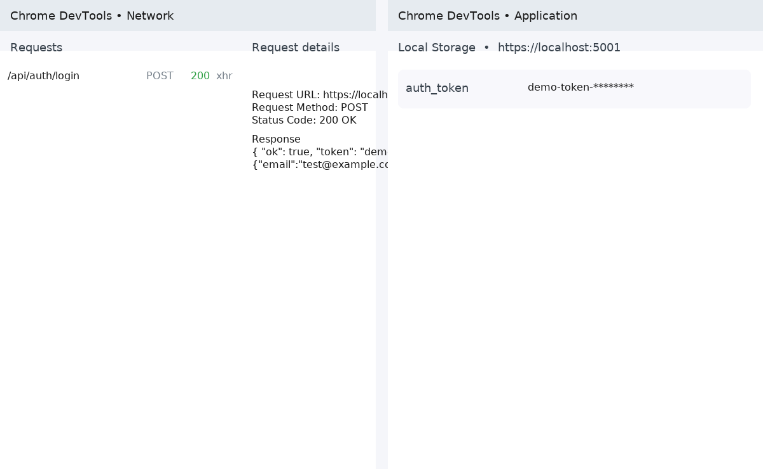 Chrome DevTools • Network
Requests
Request details
/api/auth/login POST 200 xhr
Request URL: https://localh
Request Method: POST
Status Code: 200 OK
Response
{ "ok": true, "token": "demo
{"email":"test@example.co
Chrome DevTools • Application
Local Storage • https://localhost:5001
auth_token demo-token-********